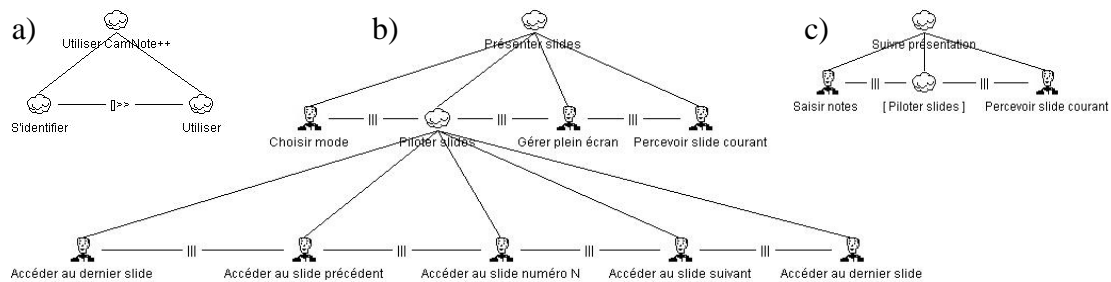 a)
b)
c)
Utiliser CamNote++
Présenter slides
Suivre présentation
[]>>
|||
|||
S'identifier
Utiliser
Saisir notes
[ Piloter slides ]
Percevoir slide courant
|||
|||
|||
Choisir mode
Piloter slides
Gérer plein écran
Percevoir slide courant
|||
|||
|||
|||
Accéder au dernier slide
Accéder au slide précédent
Accéder au slide numéro N
Accéder au slide suivant
Accéder au dernier slide